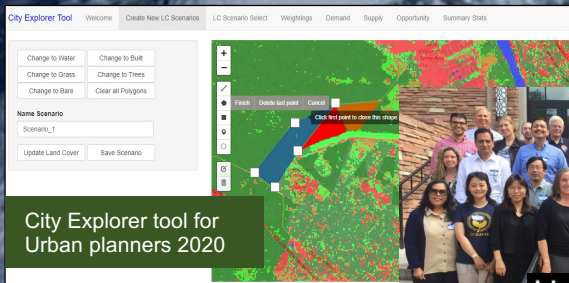 City Explorer Tool Welcome Create New LC Scenarios LC Scenario Select Weightings Demand Supply Opportunity Summary Stats
Change to Water Change to Built
Change to Grass Change to Trees
Change to Bare Clear all Polygons
Name Scenario
Scenario_1
Update Land Cover Save Scenario
+
−
Finish Delete last point Cancel
Click first point to close this shape.
City Explorer tool for
Urban planners 2020
UC DAVIS